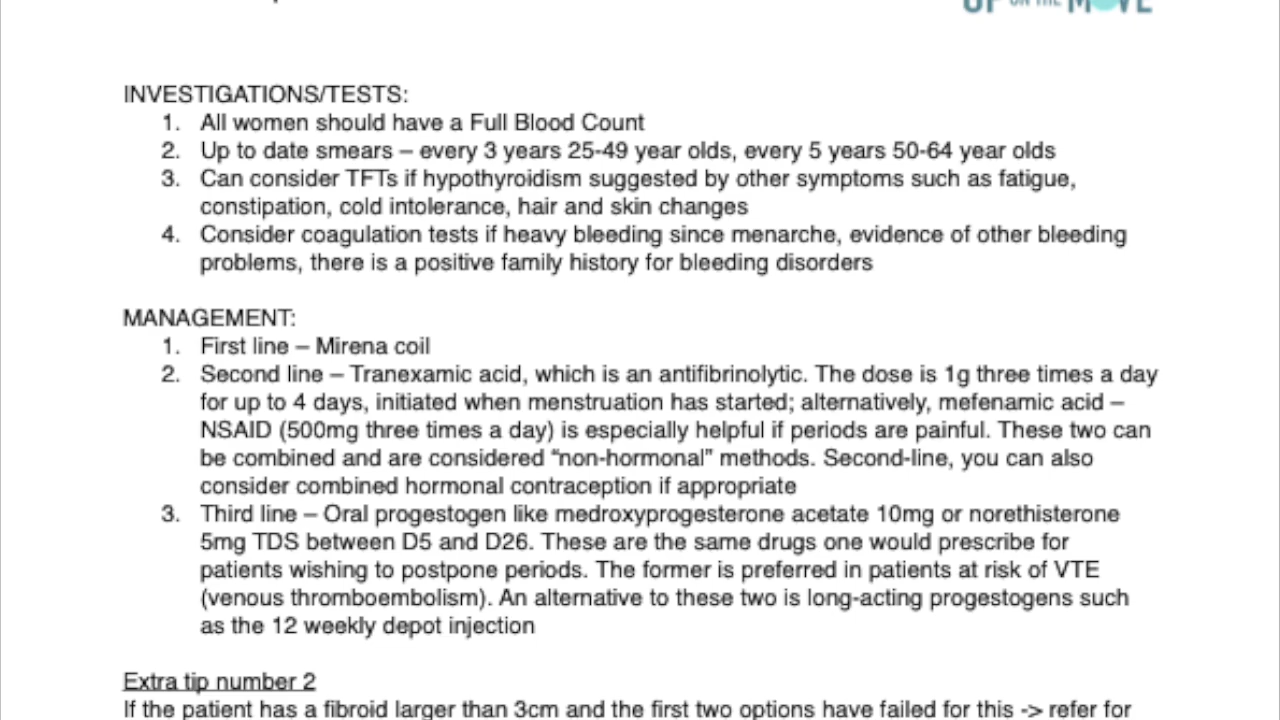 UP ON THE MOVE
INVESTIGATIONS/TESTS:
1. All women should have a Full Blood Count
2. Up to date smears – every 3 years 25-49 year olds, every 5 years 50-64 year olds
3. Can consider TFTs if hypothyroidism suggested by other symptoms such as fatigue,
constipation, cold intolerance, hair and skin changes
4. Consider coagulation tests if heavy bleeding since menarche, evidence of other bleeding
problems, there is a positive family history for bleeding disorders
MANAGEMENT:
1. First line – Mirena coil
2. Second line – Tranexamic acid, which is an antifibrinolytic. The dose is 1g three times a day
for up to 4 days, initiated when menstruation has started; alternatively, mefenamic acid –
NSAID (500mg three times a day) is especially helpful if periods are painful. These two can
be combined and are considered “non-hormonal” methods. Second-line, you can also
consider combined hormonal contraception if appropriate
3. Third line – Oral progestogen like medroxyprogesterone acetate 10mg or norethisterone
5mg TDS between D5 and D26. These are the same drugs one would prescribe for
patients wishing to postpone periods. The former is preferred in patients at risk of VTE
(venous thromboembolism). An alternative to these two is long-acting progestogens such
as the 12 weekly depot injection
Extra tip number 2
If the patient has a fibroid larger than 3cm and the first two options have failed for this -> refer for